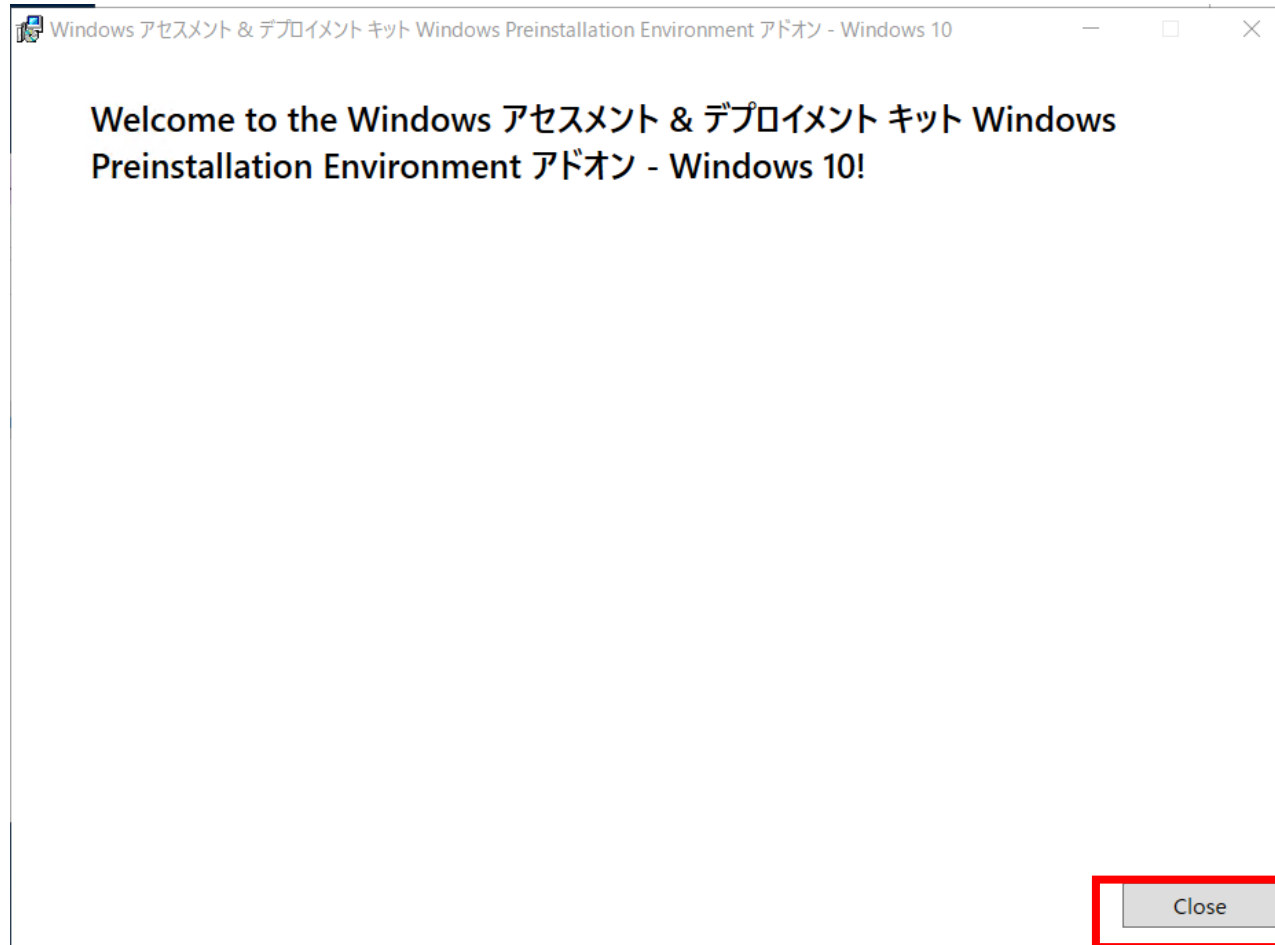 Windows アセスメント & デプロイメント キット Windows Preinstallation Environment アドオン - Windows 10
Welcome to the Windows アセスメント & デプロイメント キット Windows
Preinstallation Environment アドオン - Windows 10!
Close